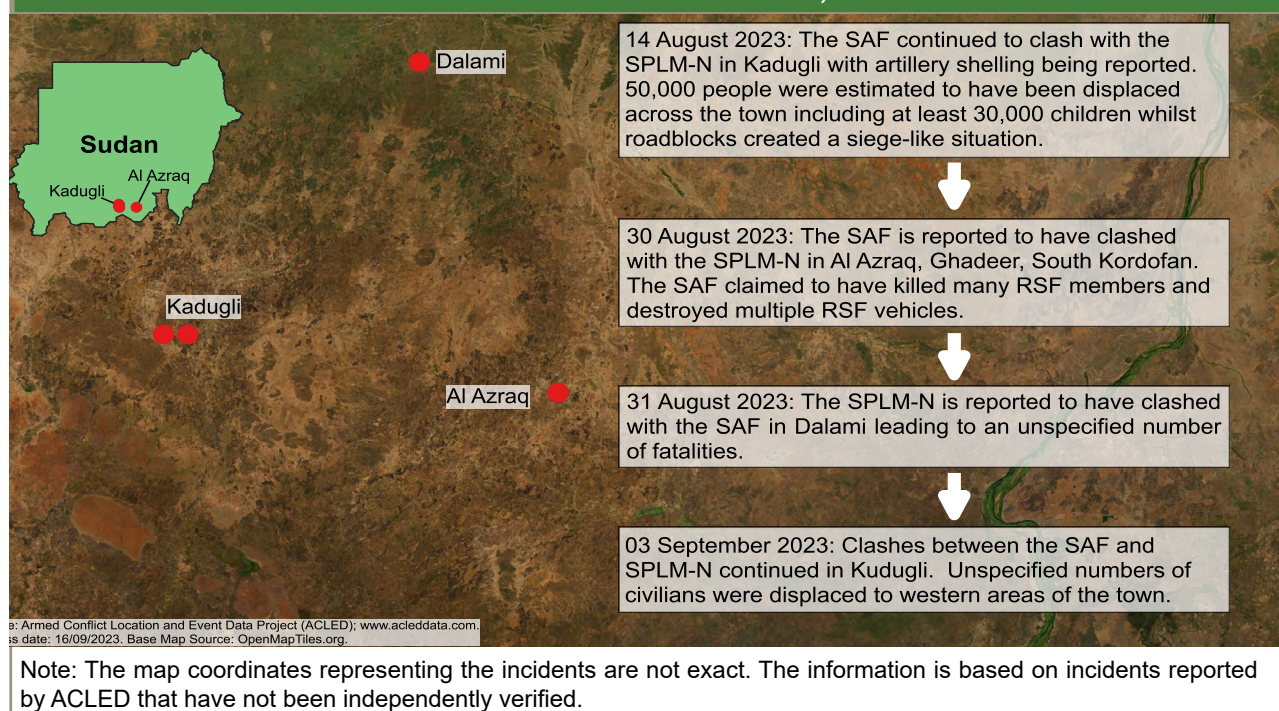 Dalami
Sudan
Al Azraq
Kadugli
Kadugli
Al Azraq
14 August 2023: The SAF continued to clash with the
SPLM-N in Kadugli with artillery shelling being reported.
50,000 people were estimated to have been displaced
across the town including at least 30,000 children whilst
roadblocks created a siege-like situation.
30 August 2023: The SAF is reported to have clashed
with the SPLM-N in Al Azraq, Ghadeer, South Kordofan.
The SAF claimed to have killed many RSF members and
destroyed multiple RSF vehicles.
31 August 2023: The SPLM-N is reported to have clashed
with the SAF in Dalami leading to an unspecified number
of fatalities.
03 September 2023: Clashes between the SAF and
SPLM-N continued in Kudugli. Unspecified numbers of
civilians were displaced to western areas of the town.
e: Armed Conflict Location and Event Data Project (ACLED); www.acleddata.com.
ss date: 16/09/2023. Base Map Source: OpenMapTiles.org.
Note: The map coordinates representing the incidents are not exact. The information is based on incidents reported
by ACLED that have not been independently verified.